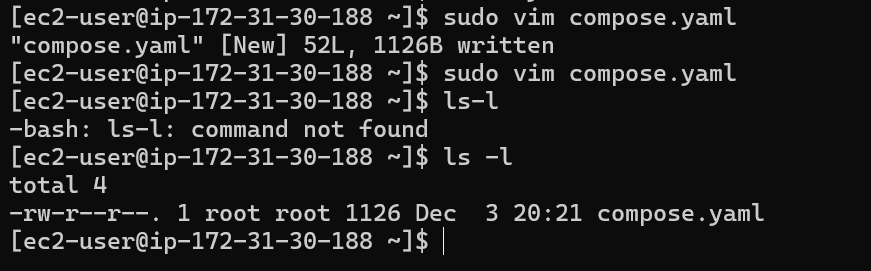 [ec2-user@ip-172-31-30-188 ~]$ sudo vim compose.yaml
"compose.yaml" [New] 52L, 1126B written
[ec2-user@ip-172-31-30-188 ~]$ sudo vim compose.yaml
[ec2-user@ip-172-31-30-188 ~]$ ls-l
-bash: ls-l: command not found
[ec2-user@ip-172-31-30-188 ~]$ ls -l
total 4
-rw-r--r--. 1 root root 1126 Dec  3 20:21 compose.yaml
[ec2-user@ip-172-31-30-188 ~]$